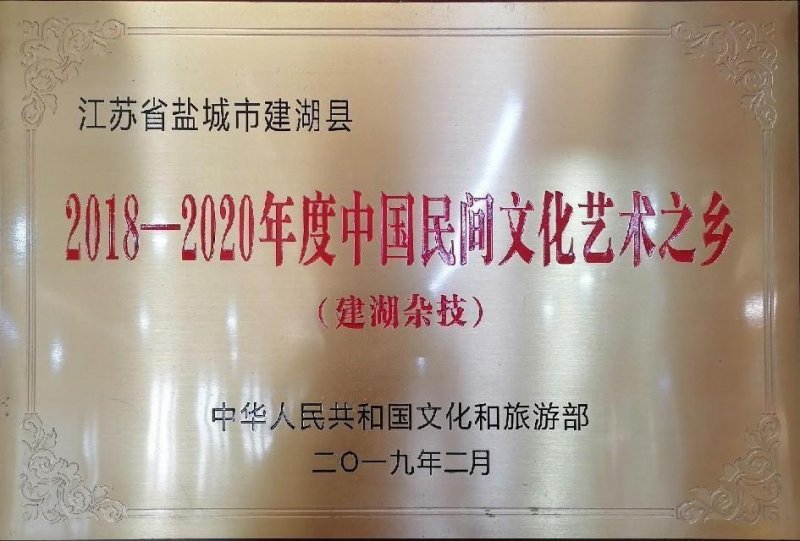 江苏省盐城市建湖县
2018—2020年度中国民间文化艺术之乡
（建湖杂技）
中华人民共和国文化和旅游部
二〇一九年二月